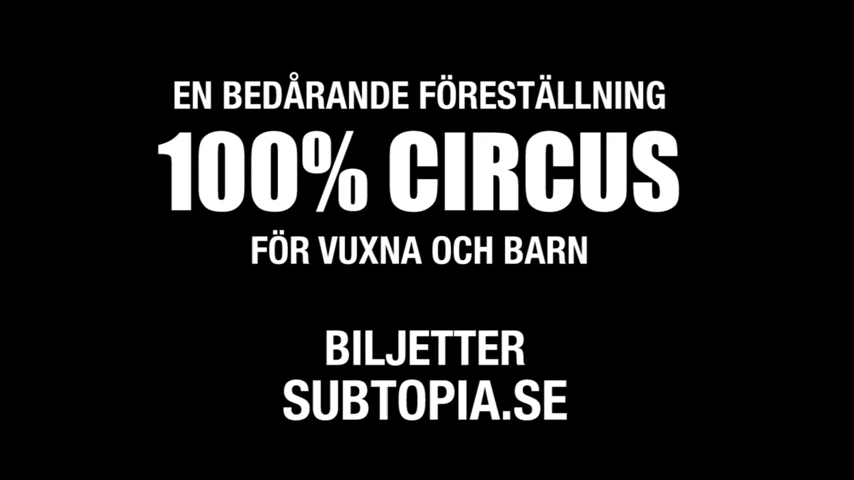 EN BEDÅRANDE FÖRESTÄLLNING
100% CIRCUS
FÖR VUXNA OCH BARN
BILJETTER
SUBTOPIA.SE